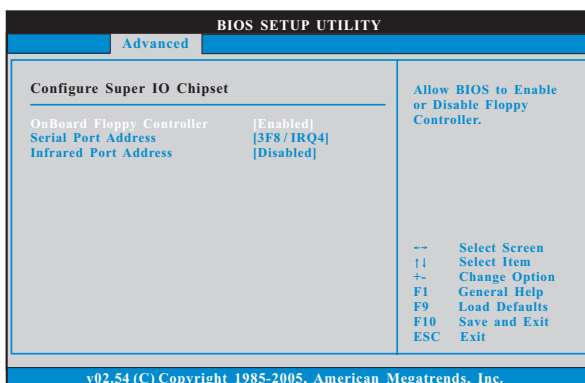 BIOS SETUP UTILITY
Advanced
Configure Super IO Chipset
OnBoard Floppy Controller [Enabled]
Serial Port Address [3F8 / IRQ4]
Infrared Port Address [Disabled]
Allow BIOS to Enable
or Disable Floppy
Controller.
←→ Select Screen
↑↓ Select Item
+- Change Option
F1 General Help
F9 Load Defaults
F10 Save and Exit
ESC Exit
v02.54 (C) Copyright 1985-2005, American Megatrends, Inc.